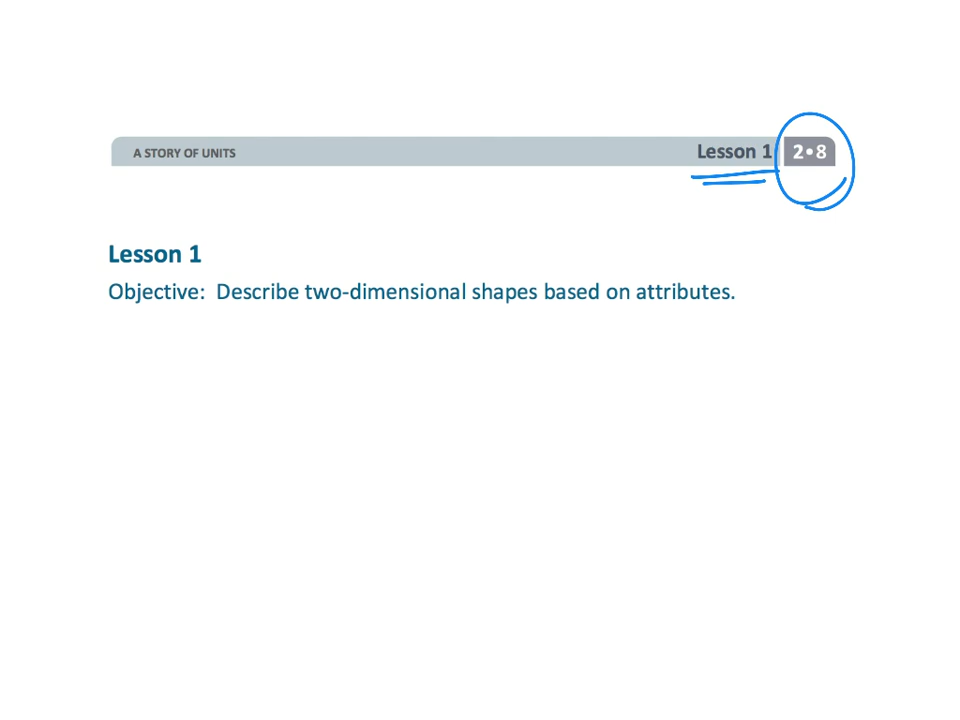 A STORY OF UNITS Lesson 1 2•8
Lesson 1
Objective: Describe two-dimensional shapes based on attributes.